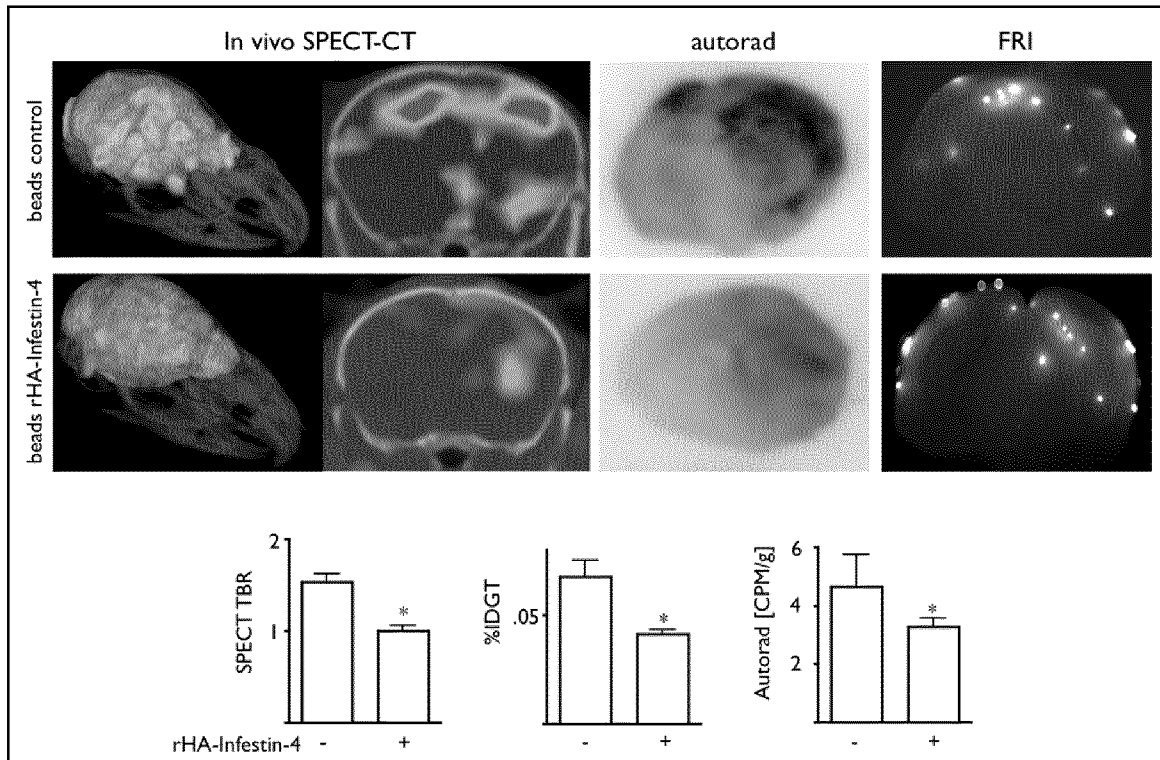 In vivo SPECT-CT
autorad
FRI
beads control
beads rHA-Infestin-4
2
1
SPECT TBR
*
.05
%IDGT
*
6
4
2
Autorad [CPM/g]
*
rHA-Infestin-4 - + - + - +